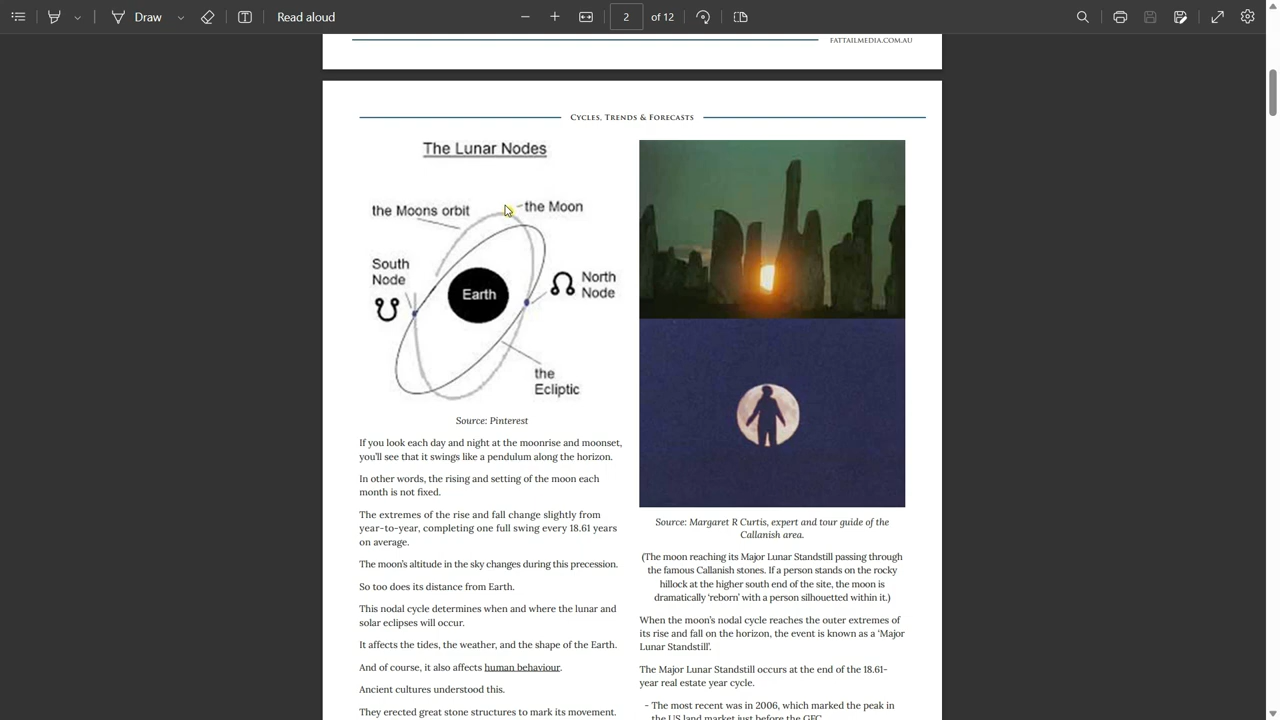 Draw
Read aloud
2
of 12
FATTAILMEDIA.COM.AU
CYCLES, TRENDS & FORECASTS
The Lunar Nodes
the Moons orbit
the Moon
South
Node
North
Node
Earth
the
Ecliptic
Source: Pinterest
If you look each day and night at the moonrise and moonset,
you’ll see that it swings like a pendulum along the horizon.
In other words, the rising and setting of the moon each
month is not fixed.
The extremes of the rise and fall change slightly from
year-to-year, completing one full swing every 18.61 years
on average.
The moon’s altitude in the sky changes during this precession.
So too does its distance from Earth.
This nodal cycle determines when and where the lunar and
solar eclipses will occur.
It affects the tides, the weather, and the shape of the Earth.
And of course, it also affects human behaviour.
Ancient cultures understood this.
They erected great stone structures to mark its movement.
Source: Margaret R Curtis, expert and tour guide of the
Callanish area.
(The moon reaching its Major Lunar Standstill passing through
the famous Callanish stones. If a person stands on the rocky
hillock at the higher south end of the site, the moon is
dramatically ‘reborn’ with a person silhouetted within it.)
When the moon’s nodal cycle reaches the outer extremes of
its rise and fall on the horizon, the event is known as a ‘Major
Lunar Standstill’.
The Major Lunar Standstill occurs at the end of the 18.61-
year real estate year cycle.
- The most recent was in 2006, which marked the peak in
the US land market just before the GFC